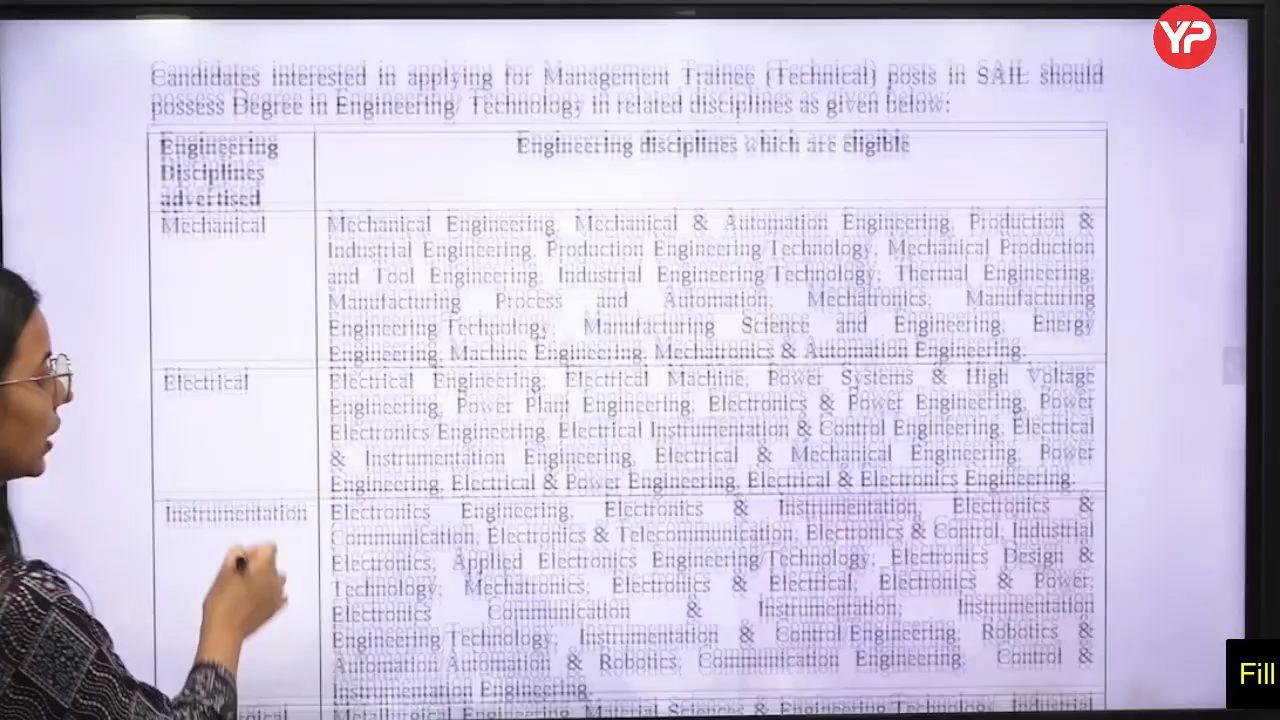 YP
Candidates interested in applying for Management Trainee (Technical) posts in SAIL should
possess Degree in Engineering/ Technology in related disciplines as given below:
Engineering
Disciplines
advertised
Engineering disciplines which are eligible
Mechanical
Mechanical Engineering, Mechanical & Automation Engineering, Production &
Industrial Engineering, Production Engineering/Technology, Mechanical Production
and Tool Engineering, Industrial Engineering/Technology, Thermal Engineering,
Manufacturing Process and Automation, Mechatronics, Manufacturing
Engineering/Technology, Manufacturing Science and Engineering, Energy
Engineering, Machine Engineering, Mechatronics & Automation Engineering.
Electrical
Electrical Engineering, Electrical Machine, Power Systems & High Voltage
Engineering, Power Plant Engineering, Electronics & Power Engineering, Power
Electronics/Engineering, Electrical Instrumentation & Control Engineering, Electrical
& Instrumentation Engineering, Electrical & Mechanical Engineering, Power
Engineering, Electrical & Power Engineering, Electrical & Electronics Engineering.
Instrumentation
Electronics Engineering, Electronics & Instrumentation, Electronics &
Communication, Electronics & Telecommunication, Electronics & Control, Industrial
Electronics, Applied Electronics Engineering/Technology, Electronics Design &
Technology, Mechatronics, Electronics & Electrical, Electronics & Power,
Electronics Communication & Instrumentation, Instrumentation
Engineering/Technology, Instrumentation & Control Engineering, Robotics &
Automation/Automation & Robotics, Communication Engineering, Control &
Instrumentation Engineering.
Metallurgical Engineering, Material Sciences & Engineering Technology, Industrial
Fill